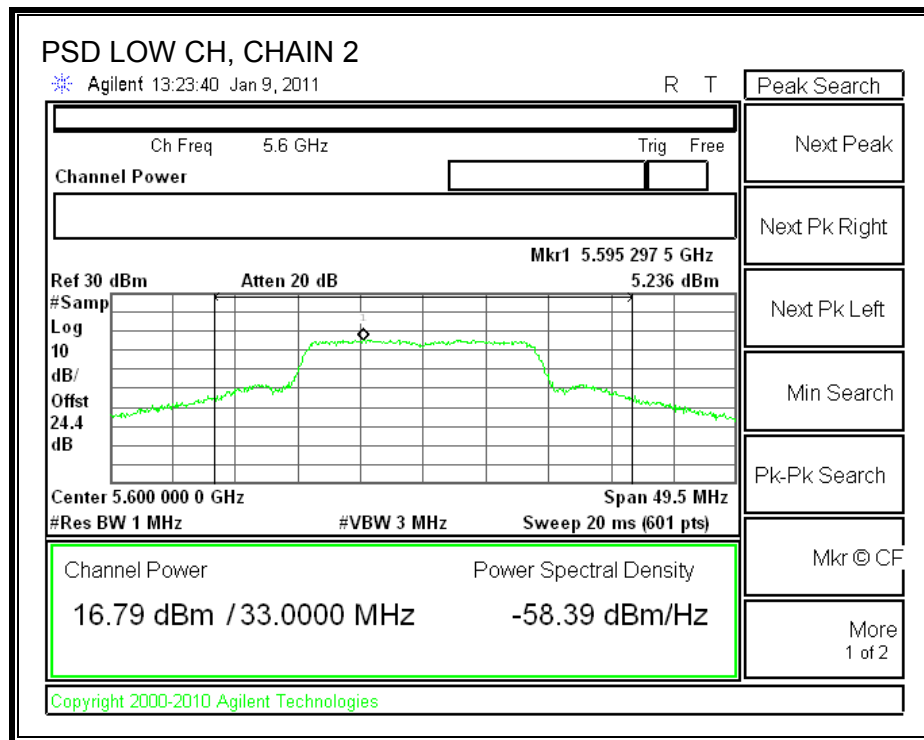 PSD LOW CH, CHAIN 2
Agilent 13:23:40 Jan 9, 2011 R T
Peak Search
Ch Freq 5.6 GHz Trig Free
Channel Power
Mkr1 5.595 297 5 GHz
Ref 30 dBm Atten 20 dB 5.236 dBm
#Samp
Log
10
dB/
Offst
24.4
dB
1
Center 5.600 000 0 GHz Span 49.5 MHz
#Res BW 1 MHz #VBW 3 MHz Sweep 20 ms (601 pts)
Channel Power Power Spectral Density
16.79 dBm / 33.0000 MHz -58.39 dBm/Hz
Copyright 2000-2010 Agilent Technologies
Next Peak
Next Pk Right
Next Pk Left
Min Search
Pk-Pk Search
Mkr © CF
More
1 of 2